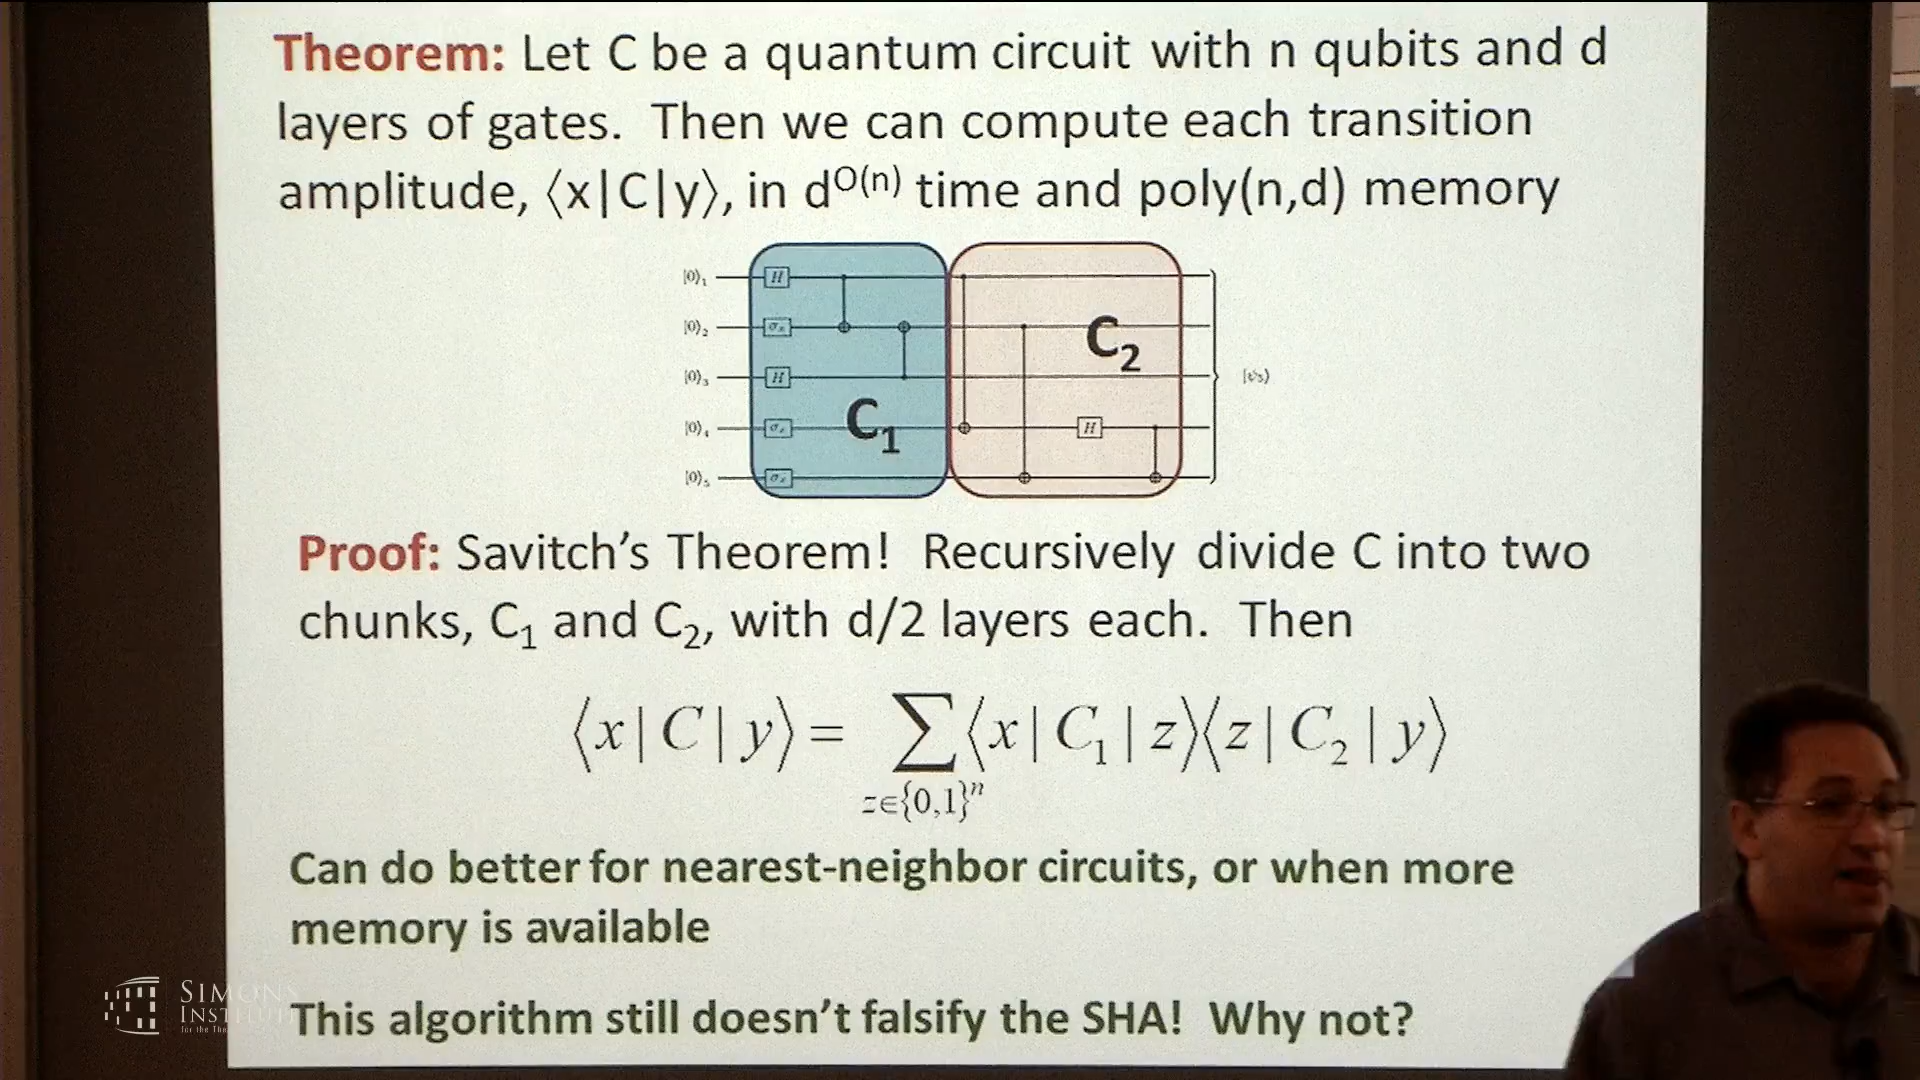 Theorem: Let C be a quantum circuit with n qubits and d
layers of gates. Then we can compute each transition
amplitude, ⟨x|C|y⟩, in d^O(n) time and poly(n,d) memory
|0⟩₁ H
|0⟩₂ σₓ
|0⟩₃ H
|0⟩₄
|0⟩₅
C₁
C₂
H
Proof: Savitch's Theorem! Recursively divide C into two
chunks, C₁ and C₂, with d/2 layers each. Then
⟨x|C|y⟩ = ∑⟨x|C₁|z⟩⟨z|C₂|y⟩
z∈{0,1}ⁿ
Can do better for nearest-neighbor circuits, or when more
memory is available
This algorithm still doesn't falsify the SHA! Why not?
SIMONS
INSTITUTE
for the